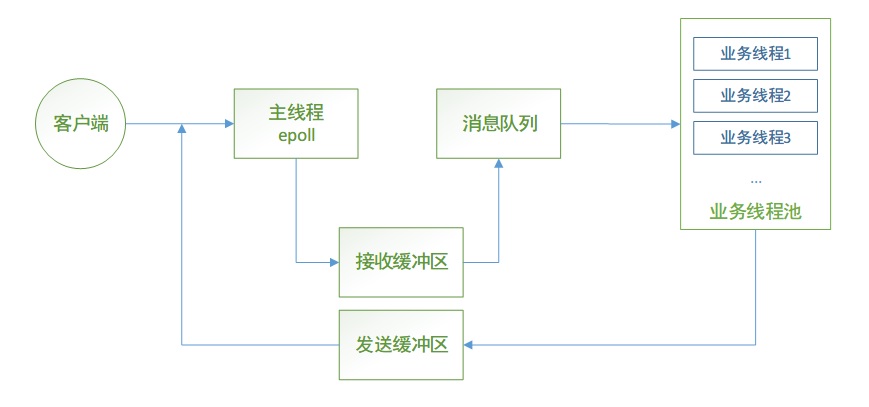 客户端
主线程
epoll
消息队列
业务线程1
业务线程2
业务线程3
...
业务线程池
接收缓冲区
发送缓冲区